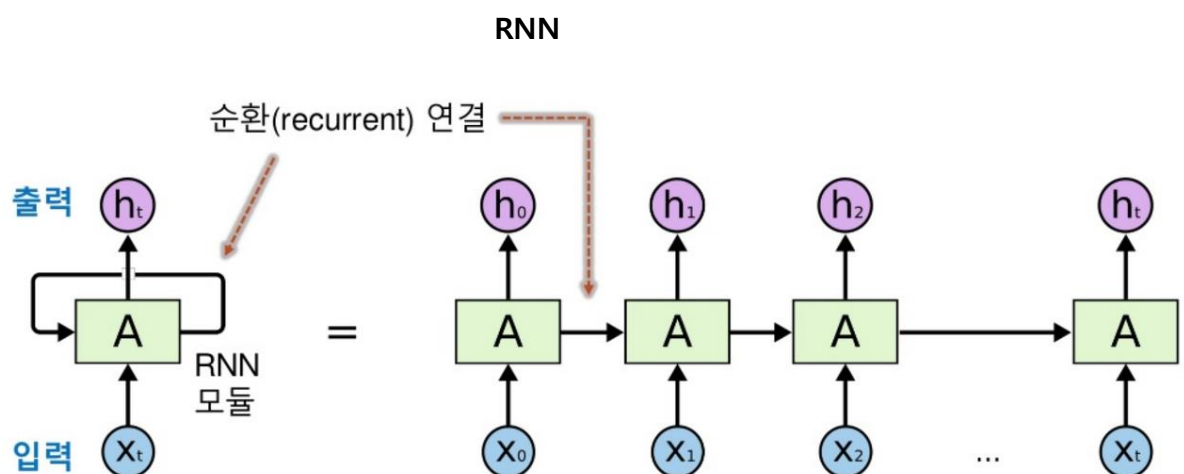 RNN
순환(recurrent) 연결
출력 hₜ h₀ h₁ h₂ hₜ
A = A A A A
RNN
모듈
입력 xₜ x₀ x₁ x₂ ... xₜ